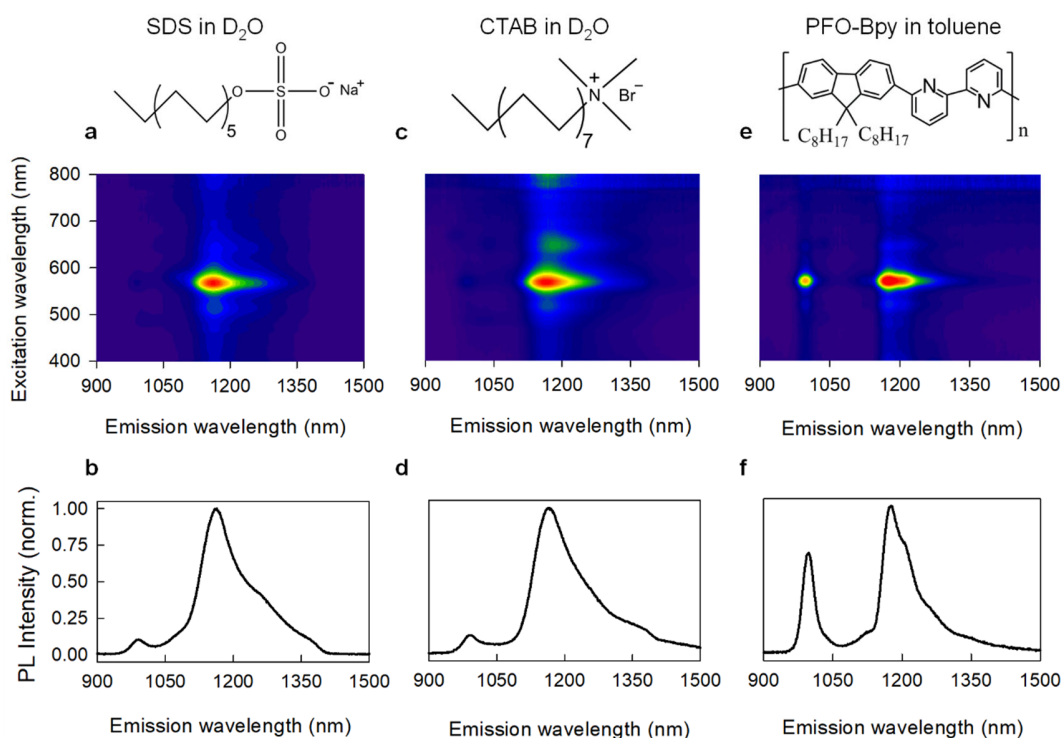 SDS in D₂O
CTAB in D₂O
PFO-Bpy in toluene
O
O
S
O⁻ Na⁺
O
5
+
N
Br⁻
7
N
N
C₈H₁₇ C₈H₁₇
n
a
c
e
Excitation wavelength (nm)
800
700
600
500
400
900 1050 1200 1350 1500
900 1050 1200 1350 1500
900 1050 1200 1350 1500
Emission wavelength (nm)
Emission wavelength (nm)
Emission wavelength (nm)
b
d
f
PL Intensity (norm.)
1.00
0.75
0.50
0.25
0.00
900 1050 1200 1350 1500
900 1050 1200 1350 1500
900 1050 1200 1350 1500
Emission wavelength (nm)
Emission wavelength (nm)
Emission wavelength (nm)